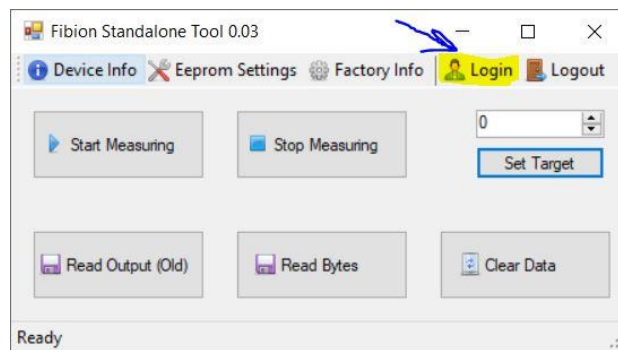 Fibion Standalone Tool 0.03
Device Info Eeprom Settings Factory Info Login Logout
Start Measuring Stop Measuring 0
Set Target
Read Output (Old) Read Bytes Clear Data
Ready